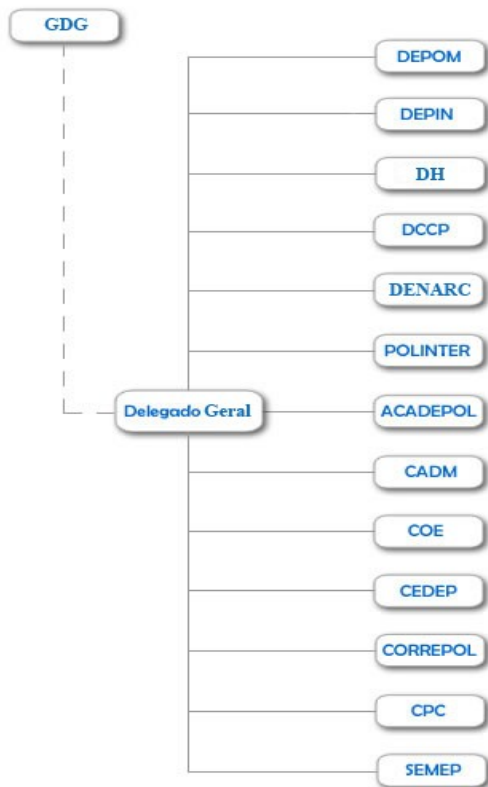 GDG
DEPOM
DEPIN
DH
DCCP
DENARC
POLINTER
Delegado Geral
ACADEPOL
CADM
COE
CEDEP
CORREPOL
CPC
SEMEP